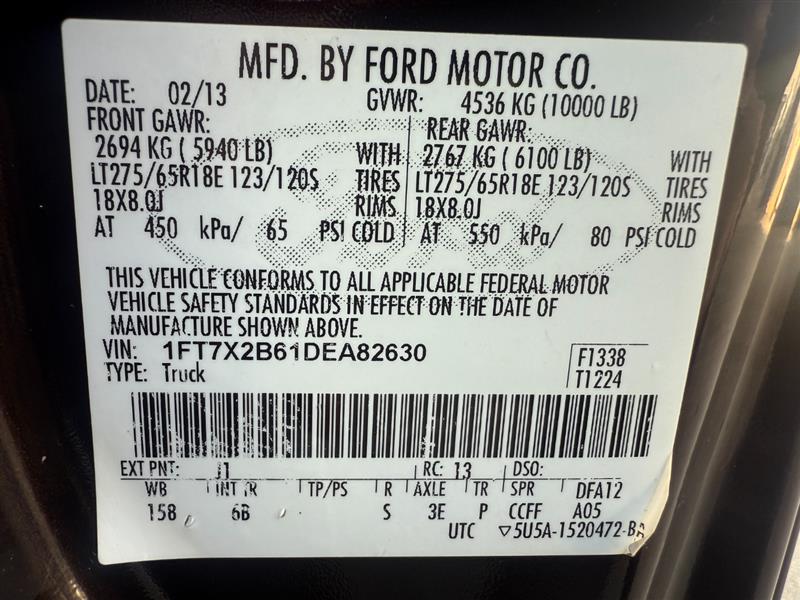 MFD. BY FORD MOTOR CO.
DATE: 02/13 GVWR: 4536 KG (10000 LB)
FRONT GAWR: REAR GAWR:
2694 KG ( 5940 LB) WITH 2767 KG ( 6100 LB) WITH
LT275/65R18E 123/120S TIRES LT275/65R18E 123/120S TIRES
18X8.0J RIMS 18X8.0J RIMS
AT 450 kPa/ 65 PSI COLD AT 550 kPa/ 80 PSI COLD
THIS VEHICLE CONFORMS TO ALL APPLICABLE FEDERAL MOTOR
VEHICLE SAFETY STANDARDS IN EFFECT ON THE DATE OF
MANUFACTURE SHOWN ABOVE.
VIN: 1FT7X2B61DEA82630 F1338
TYPE: Truck T1224
EXT PNT: J1 RC: 13 DSO:
WB INT TR TP/PS R AXLE TR SPR DFA12
158 6B S 3E P CCFF A05
UTC ▽5U5A-1520472-BA